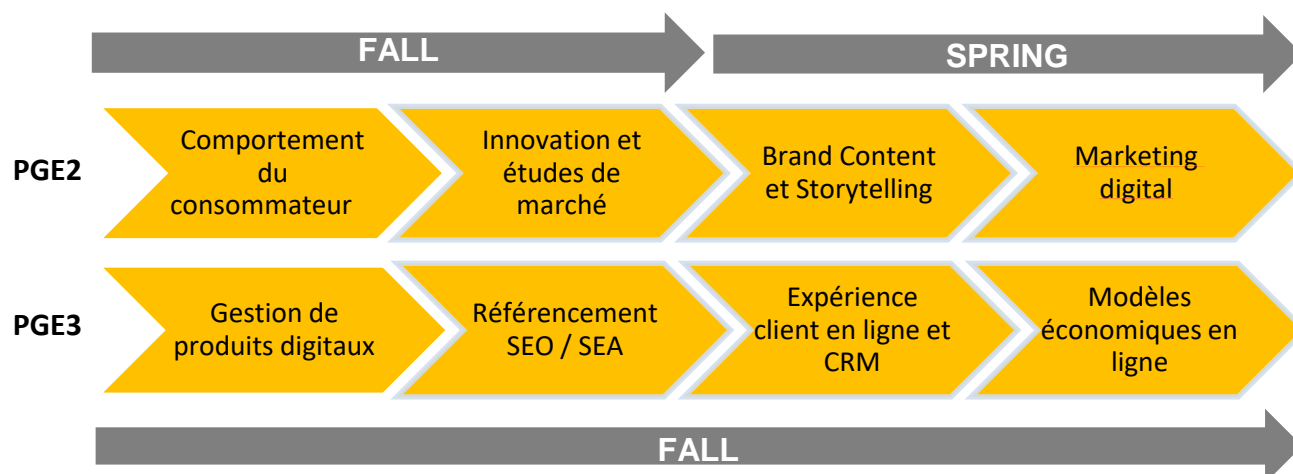 FALL
SPRING
PGE2
Comportement
du
consommateur
Innovation et
études de
marché
Brand Content
et Storytelling
Marketing
digital
PGE3
Gestion de
produits digitaux
Référencement
SEO / SEA
Expérience
client en ligne et
CRM
Modèles
économiques en
ligne
FALL